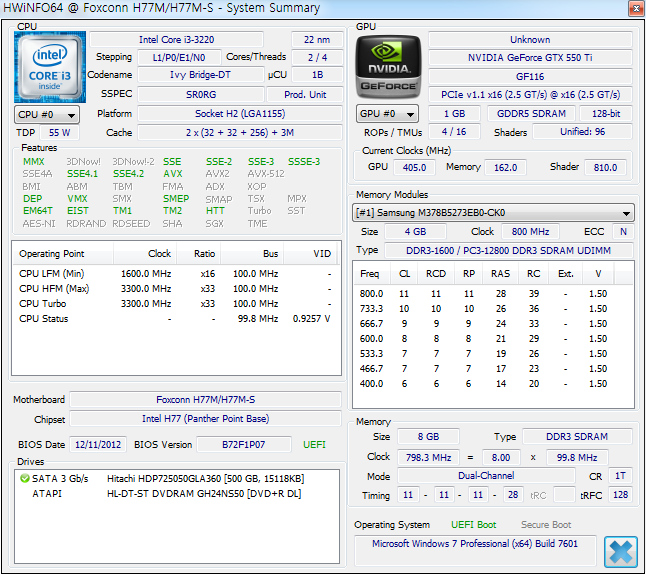 HWiNFO64 @ Foxconn H77M/H77M-S - System Summary
CPU
intel
CORE i3
inside
Intel Core i3-3220 22 nm
Stepping L1/P0/E1/N0 Cores/Threads 2 / 4
Codename Ivy Bridge-DT µCU 1B
SSPEC SR0RG Prod. Unit
CPU #0 Platform Socket H2 (LGA1155)
TDP 55 W Cache 2 x (32 + 32 + 256) + 3M
Features
MMX 3DNow! 3DNow!-2 SSE SSE-2 SSE-3 SSSE-3
SSE4A SSE4.1 SSE4.2 AVX AVX2 AVX-512
BMI ABM TBM FMA ADX XOP
DEP VMX SMX SMEP SMAP TSX MPX
EM64T EIST TM1 TM2 HTT Turbo SST
AES-NI RDRAND RDSEED SHA SGX TME
Operating Point Clock Ratio Bus VID
CPU LFM (Min) 1600.0 MHz x16 100.0 MHz -
CPU HFM (Max) 3300.0 MHz x33 100.0 MHz -
CPU Turbo 3300.0 MHz x33 100.0 MHz -
CPU Status - - 99.8 MHz 0.9257 V
Motherboard Foxconn H77M/H77M-S
Chipset Intel H77 (Panther Point Base)
BIOS Date 12/11/2012 BIOS Version B72F1P07 UEFI
Drives
SATA 3 Gb/s Hitachi HDP725050GLA360 [500 GB, 15118KB]
ATAPI HL-DT-ST DVDRAM GH24NS50 [DVD+R DL]
GPU
NVIDIA
GEFORCE
Unknown
NVIDIA GeForce GTX 550 Ti
GF116
PCIe v1.1 x16 (2.5 GT/s) @ x16 (2.5 GT/s)
GPU #0 1 GB GDDR5 SDRAM 128-bit
ROPs / TMUs 4 / 16 Shaders Unified: 96
Current Clocks (MHz)
GPU 405.0 Memory 162.0 Shader 810.0
Memory Modules
[#1] Samsung M378B5273EB0-CK0
Size 4 GB Clock 800 MHz ECC N
Type DDR3-1600 / PC3-12800 DDR3 SDRAM UDIMM
Freq CL RCD RP RAS RC Ext. V
800.0 11 11 11 28 39 - 1.50
733.3 10 10 10 26 36 - 1.50
666.7 9 9 9 24 33 - 1.50
600.0 8 8 8 21 29 - 1.50
533.3 7 7 7 19 26 - 1.50
466.7 7 7 7 17 23 - 1.50
400.0 6 6 6 14 20 - 1.50
Memory
Size 8 GB Type DDR3 SDRAM
Clock 798.3 MHz = 8.00 x 99.8 MHz
Mode Dual-Channel CR 1T
Timing 11 - 11 - 11 - 28 tRC tRFC 128
Operating System UEFI Boot Secure Boot
Microsoft Windows 7 Professional (x64) Build 7601